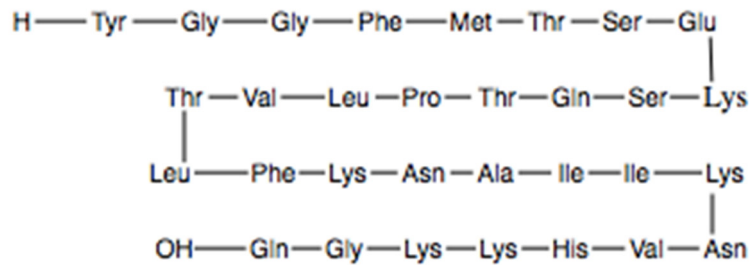 H—Tyr—Gly—Gly—Phe—Met—Thr—Ser—Glu
Thr—Val—Leu—Pro—Thr—Gln—Ser—Lys
Leu—Phe—Lys—Asn—Ala—Ile—Ile—Lys
OH—Gln—Gly—Lys—Lys—His—Val—Asn